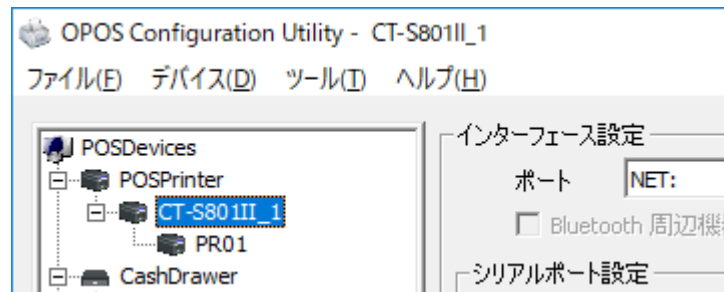 OPOS Configuration Utility - CT-S801II_1
ファイル(F) デバイス(D) ツール(T) ヘルプ(H)
POSDevices
POSPrinter
CT-S801II_1
PR01
CashDrawer
インターフェース設定
ポート NET:
Bluetooth 周辺機
シリアルポート設定